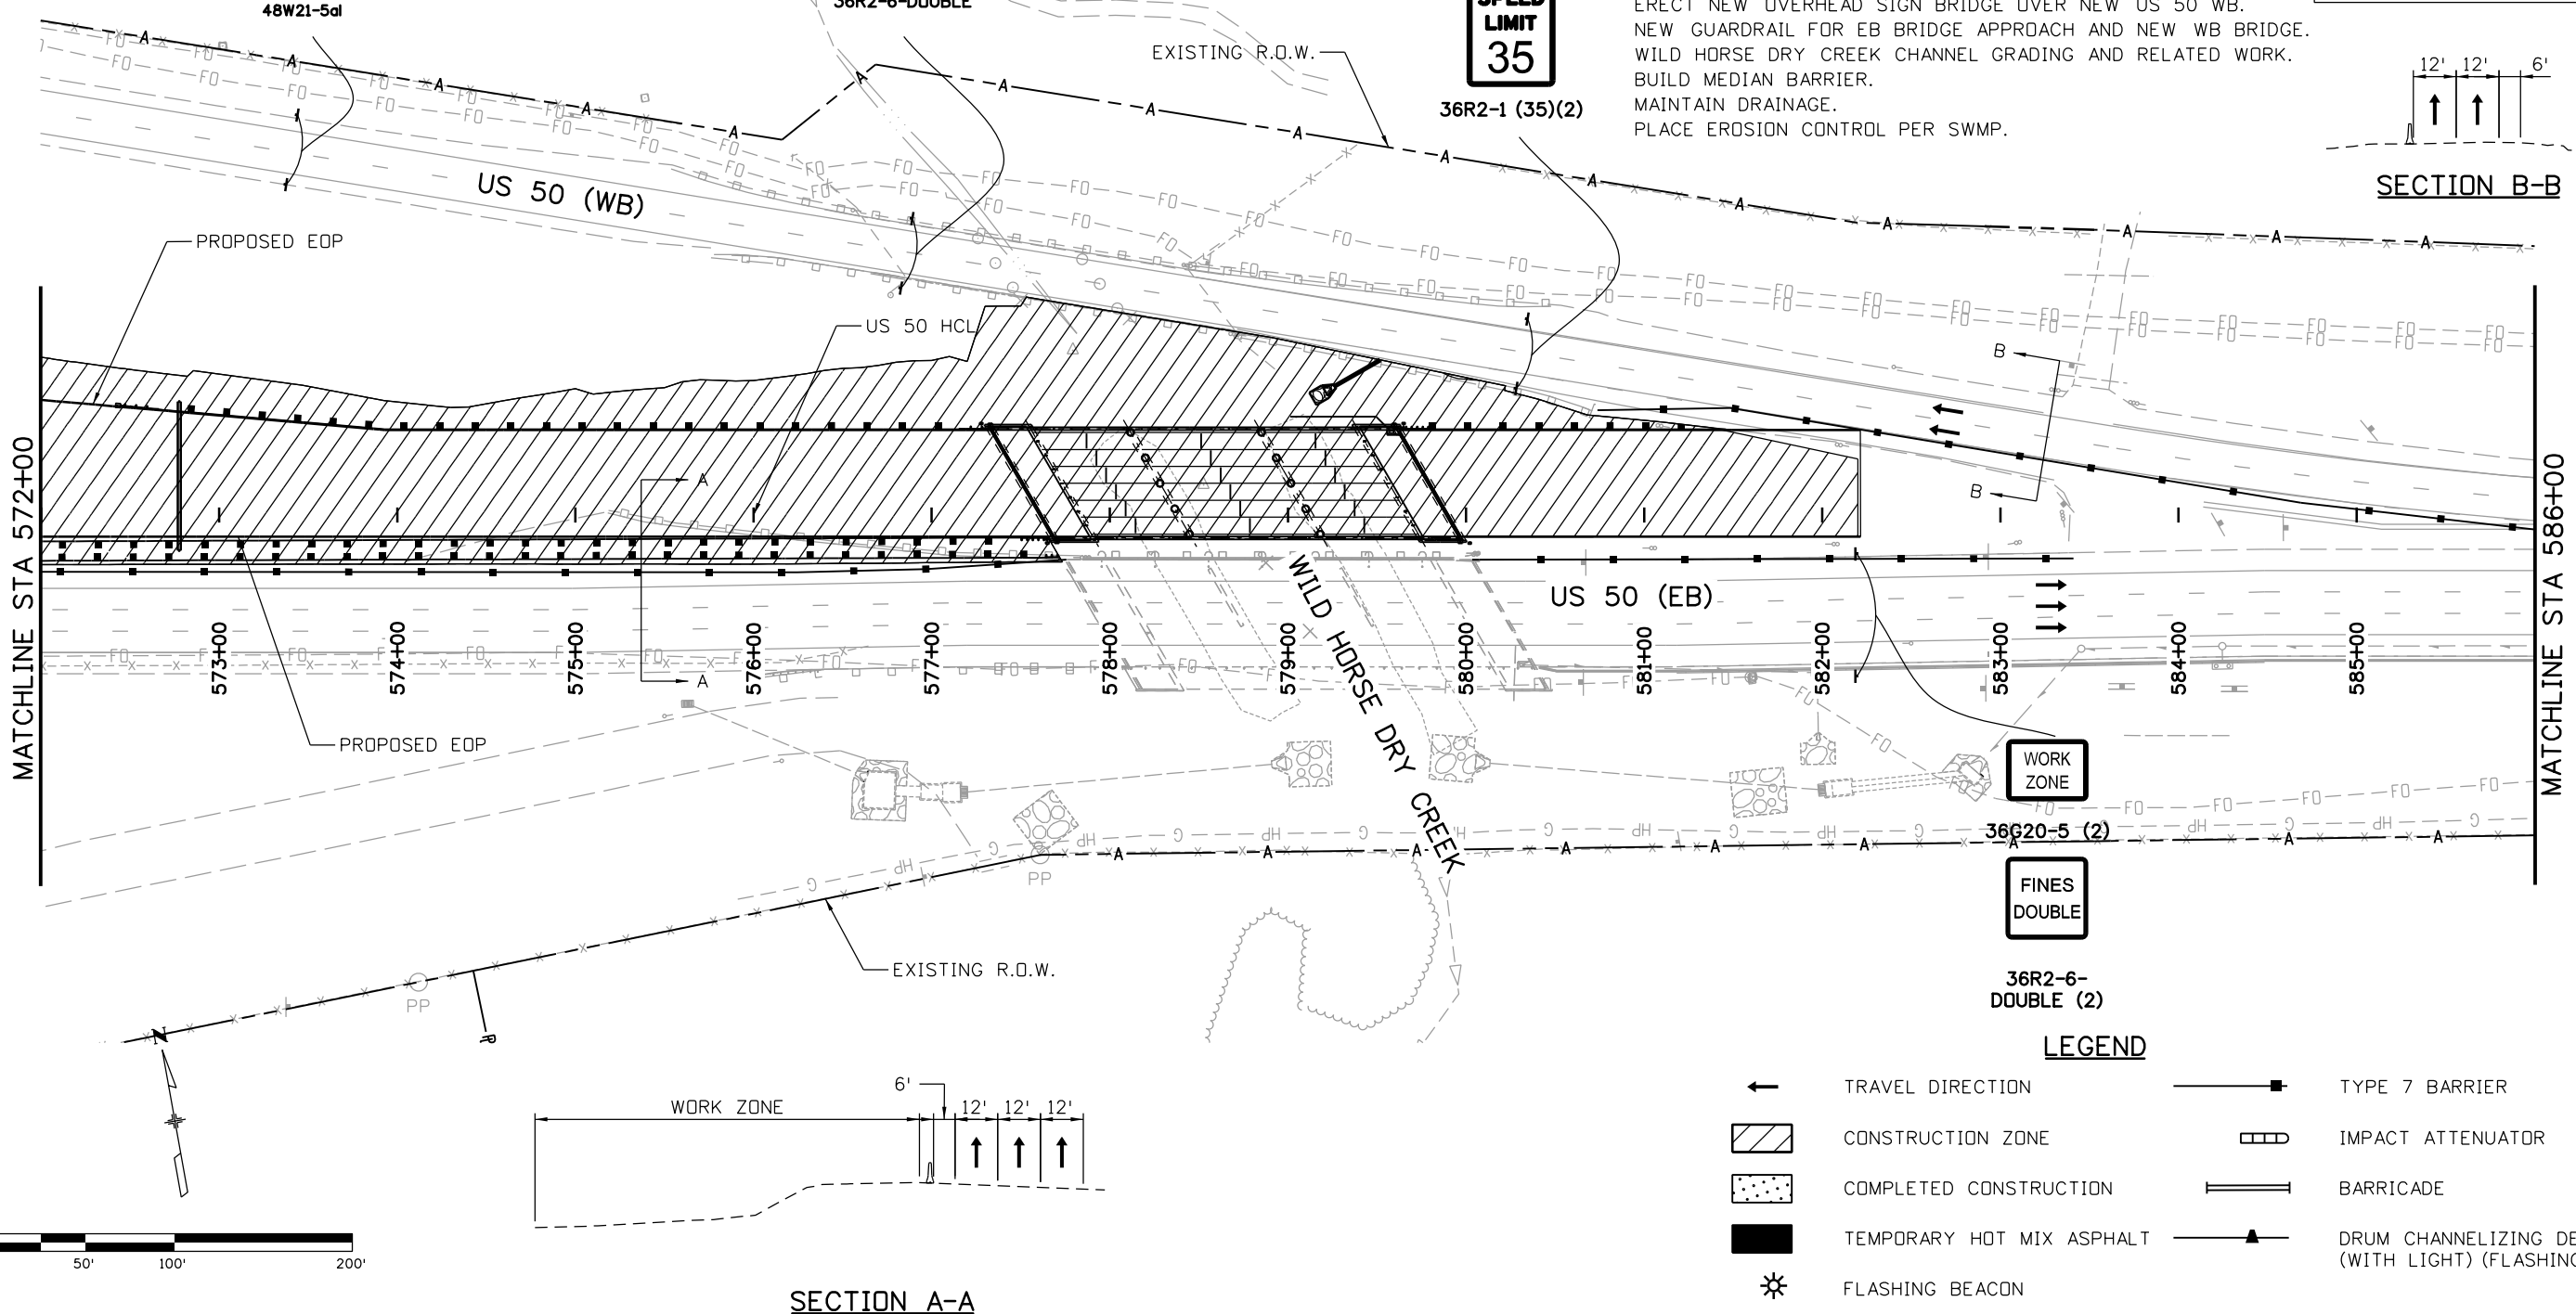 48W21-5al
36R2-6-DOUBLE
SPEED
LIMIT
35
36R2-1 (35)(2)
ERECT NEW OVERHEAD SIGN BRIDGE OVER NEW US 50 WB.
NEW GUARDRAIL FOR EB BRIDGE APPROACH AND NEW WB BRIDGE.
WILD HORSE DRY CREEK CHANNEL GRADING AND RELATED WORK.
BUILD MEDIAN BARRIER.
MAINTAIN DRAINAGE.
PLACE EROSION CONTROL PER SWMP.
12' 12' 6'
SECTION B-B
EXISTING R.O.W.
US 50 (WB)
PROPOSED EOP
US 50 HCL
MATCHLINE STA 572+00
MATCHLINE STA 586+00
A
A
B
B
US 50 (EB)
573+00
574+00
575+00
576+00
577+00
578+00
579+00
580+00
581+00
582+00
583+00
584+00
585+00
WILD HORSE DRY CREEK
PROPOSED EOP
WORK
ZONE
36G20-5 (2)
FINES
DOUBLE
36R2-6-
DOUBLE (2)
PP
PP
EXISTING R.O.W.
N
50' 100' 200'
WORK ZONE 6' 12' 12' 12'
SECTION A-A
LEGEND
TRAVEL DIRECTION
TYPE 7 BARRIER
CONSTRUCTION ZONE
IMPACT ATTENUATOR
COMPLETED CONSTRUCTION
BARRICADE
TEMPORARY HOT MIX ASPHALT
DRUM CHANNELIZING DE
(WITH LIGHT) (FLASHING
FLASHING BEACON